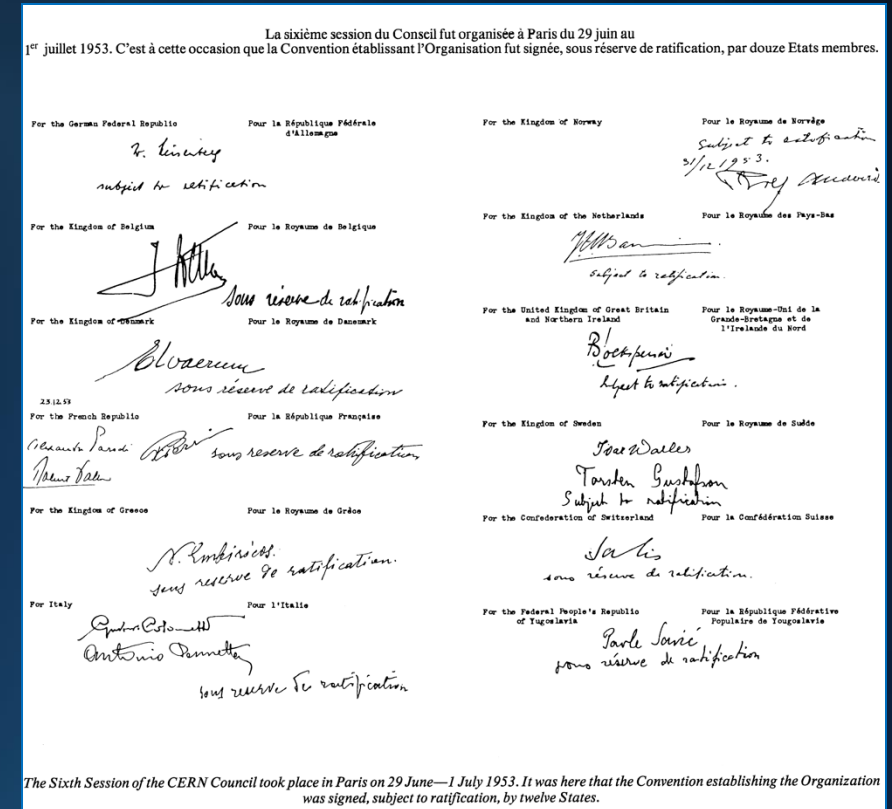 La sixième session du Conseil fut organisée à Paris du 29 juin au
1er juillet 1953. C'est à cette occasion que la Convention établissant l'Organisation fut signée, sous réserve de ratification, par douze Etats membres.
For the German Federal Republic
Pour la République Fédérale
d'Allemagne
subject to ratification
For the Kingdom of Belgium
Pour le Royaume de Belgique
sous réserve de ratification
For the Kingdom of Denmark
Pour le Royaume de Danemark
sous réserve de ratification
23.12.53
For the French Republic
Pour la République Française
Alexandre Parodi
sous reserve de ratification
For the Kingdom of Greece
Pour le Royaume de Grèce
N. Embiricos.
sous reserve de ratification.
For Italy
Pour l'Italie
Antonio Pennetta
sous reserve de ratification
For the Kingdom of Norway
Pour le Royaume de Norvège
Subject to ratification
31/12 1953.
For the Kingdom of the Netherlands
Pour le Royaume des Pays-Bas
subject to ratification.
For the United Kingdom of Great Britain
and Northern Ireland
Pour le Royaume-Uni de la
Grande-Bretagne et de
l'Irelande du Nord
subject to ratification.
For the Kingdom of Sweden
Pour le Royaume de Suède
Ivar Waller
Torsten Gustafson
Subject to ratification
For the Confederation of Switzerland
Pour la Confédération Suisse
Salis
sous réserve de ratification.
For the Federal People's Republic
of Yugoslavia
Pour la République Fédérative
Populaire de Yougoslavie
Pavle Savić
sous réserve de ratification
The Sixth Session of the CERN Council took place in Paris on 29 June—1 July 1953. It was here that the Convention establishing the Organization
was signed, subject to ratification, by twelve States.